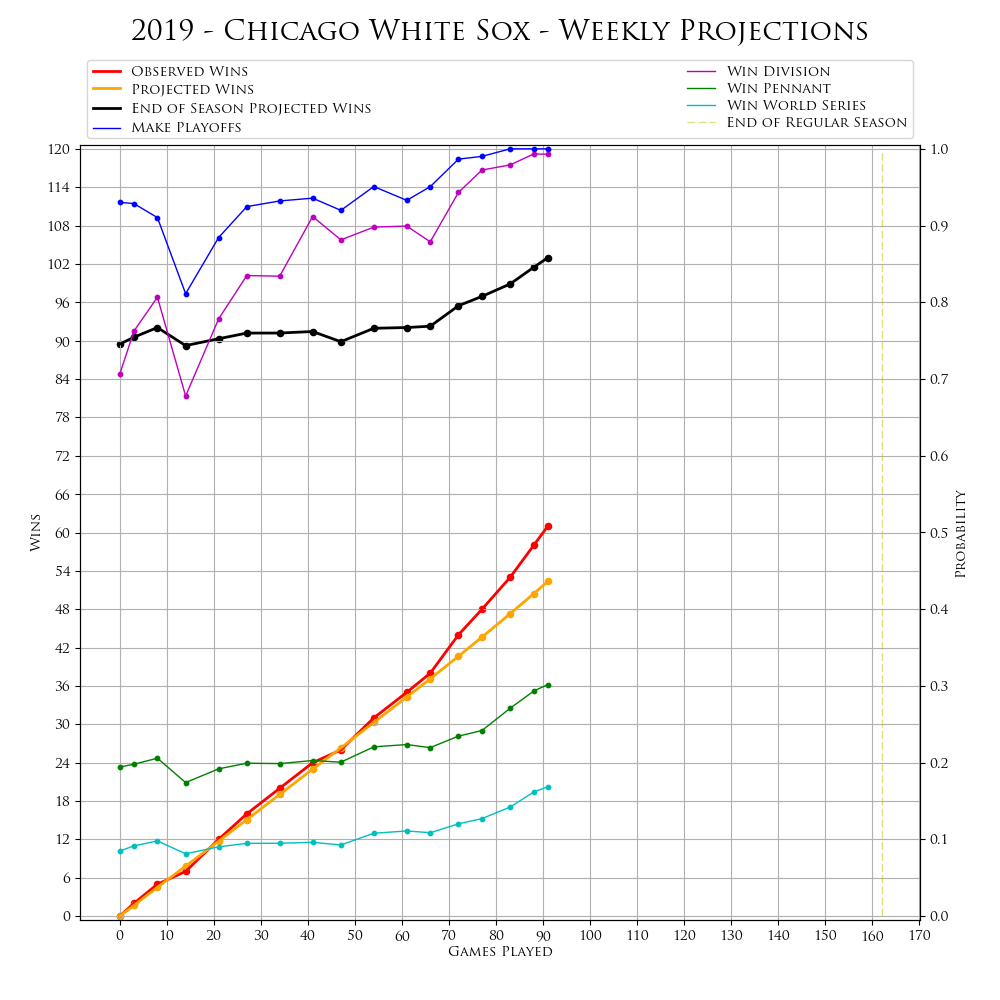 2019 - Chicago White Sox - Weekly Projections
Observed Wins
Projected Wins
End of Season Projected Wins
Make Playoffs
Win Division
Win Pennant
Win World Series
End of Regular Season
120
114
108
102
96
90
84
78
72
66
60
54
48
42
36
30
24
18
12
6
0
Wins
1.0
0.9
0.8
0.7
0.6
0.5
0.4
0.3
0.2
0.1
0.0
Probability
0 10 20 30 40 50 60 70 80 90 100 110 120 130 140 150 160 170
Games Played